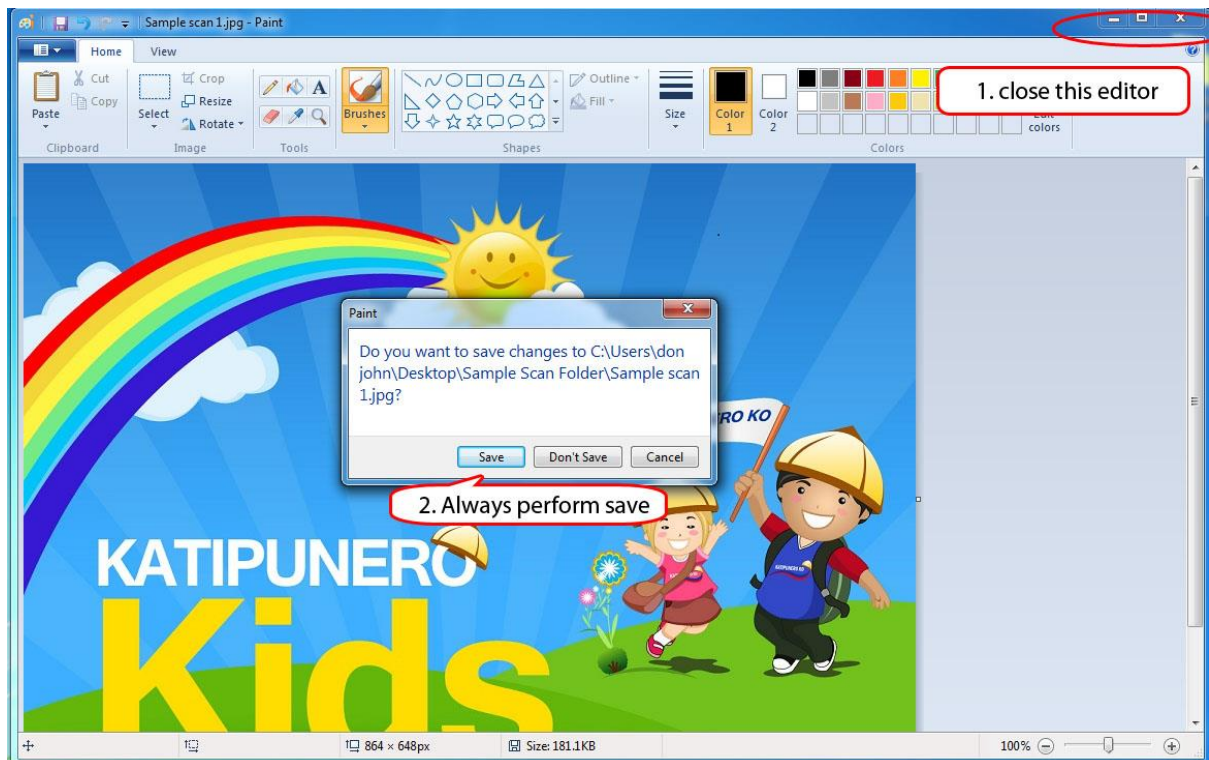 Sample scan 1.jpg - Paint
Home View
Cut
Copy
Paste
Clipboard
Select
Crop
Resize
Rotate
Image
A
Tools
Brushes
Outline
Fill
Shapes
Size
Color 1
Color 2
colors
Colors
1. close this editor
Paint
Do you want to save changes to C:\Users\don
john\Desktop\Sample Scan Folder\Sample scan
1.jpg?
Save Don't Save Cancel
2. Always perform save
RO KO
KATIPUNERO
Kids
864 × 648px
Size: 181.1KB
100%